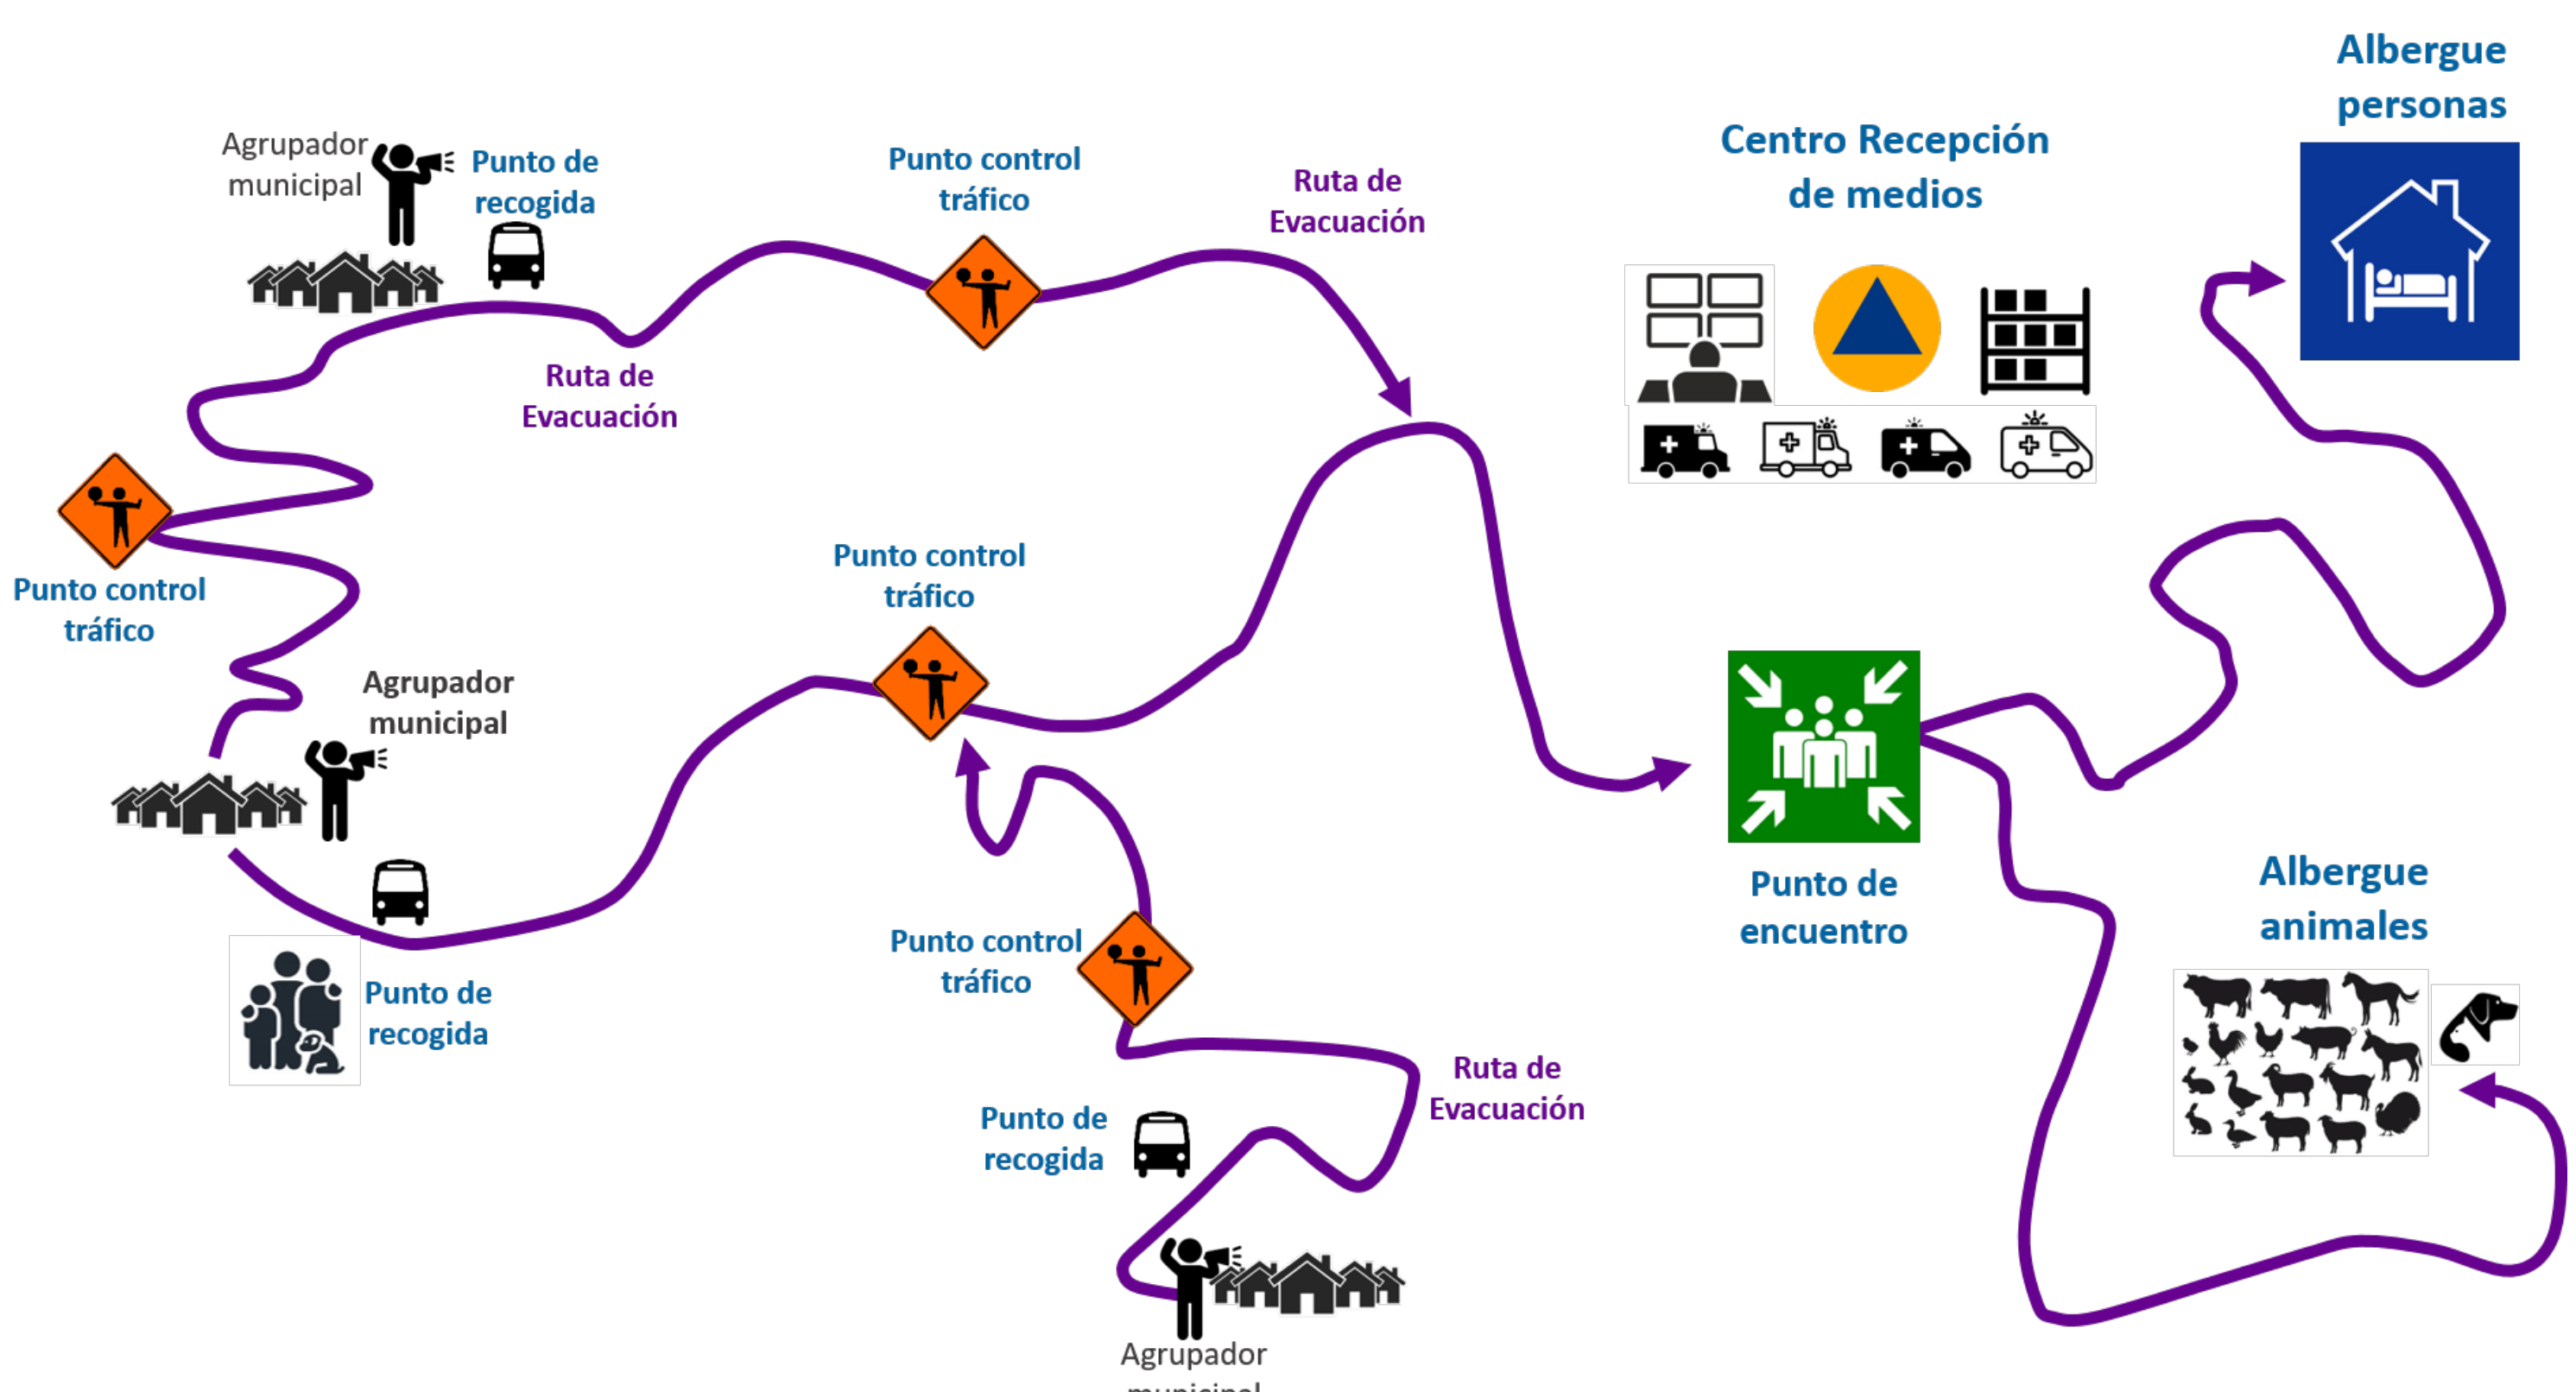 Albergue
personas
Centro Recepción
de medios
Agrupador
municipal
Punto de
recogida
Punto control
tráfico
Ruta de
Evacuación
Ruta de
Evacuación
Punto control
tráfico
Punto control
tráfico
Agrupador
municipal
Punto de
encuentro
Albergue
animales
Punto control
tráfico
Punto de
recogida
Ruta de
Evacuación
Punto de
recogida
Agrupador
municipal